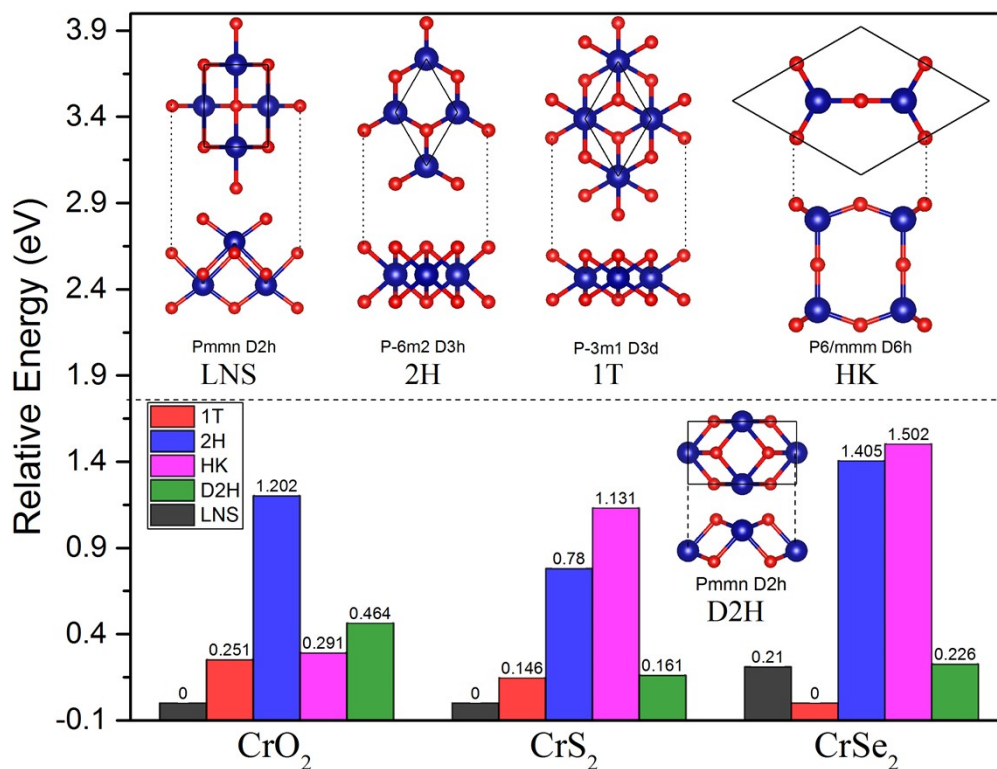 Relative Energy (eV)
3.9
3.4
2.9
2.4
1.9
1.4
0.9
0.4
-0.1
Pmmn D2h
LNS
P-6m2 D3h
2H
P-3m1 D3d
1T
P6/mmm D6h
HK
1T
2H
HK
D2H
LNS
Pmmn D2h
D2H
0
0.251
1.202
0.291
0.464
0
0.146
0.78
1.131
0.161
0.21
0
1.405
1.502
0.226
CrO₂
CrS₂
CrSe₂